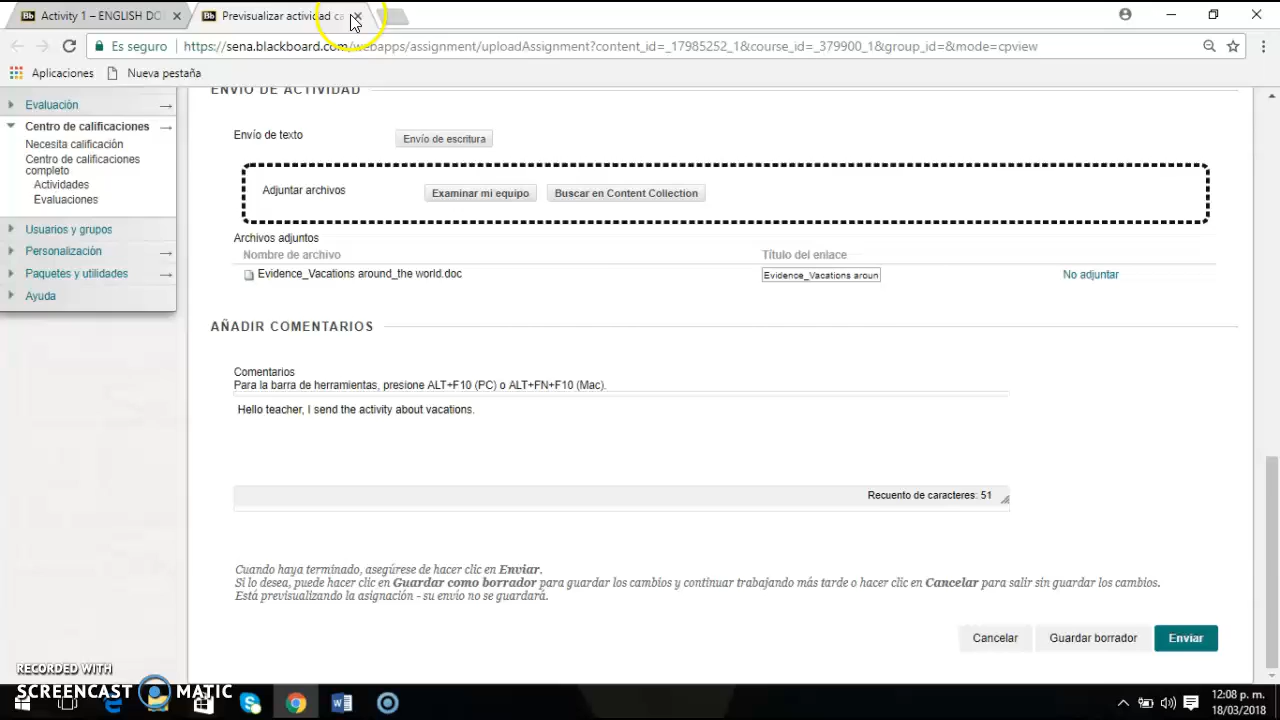 Activity 1 – ENGLISH DO
Previsualizar actividad ca
Es seguro
https://sena.blackboard.com/webapps/assignment/uploadAssignment?content_id=_17985252_1&course_id=_379900_1&group_id=&mode=cpview
Aplicaciones
Nueva pestaña
ENVÍO DE ACTIVIDAD
Evaluación
Centro de calificaciones
Necesita calificación
Centro de calificaciones
completo
Actividades
Evaluaciones
Usuarios y grupos
Personalización
Paquetes y utilidades
Ayuda
Envío de texto
Envío de escritura
Adjuntar archivos
Examinar mi equipo
Buscar en Content Collection
Archivos adjuntos
Nombre de archivo
Título del enlace
Evidence_Vacations around_the world.doc
Evidence_Vacations aroun
No adjuntar
AÑADIR COMENTARIOS
Comentarios
Para la barra de herramientas, presione ALT+F10 (PC) o ALT+FN+F10 (Mac).
Hello teacher, I send the activity about vacations.
Recuento de caracteres: 51
Cuando haya terminado, asegúrese de hacer clic en Enviar.
Si lo desea, puede hacer clic en Guardar como borrador para guardar los cambios y continuar trabajando más tarde o hacer clic en Cancelar para salir sin guardar los cambios.
Está previsualizando la asignación - su envío no se guardará.
Cancelar
Guardar borrador
Enviar
RECORDED WITH
SCREENCAST MATIC
12:08 p. m.
18/03/2018